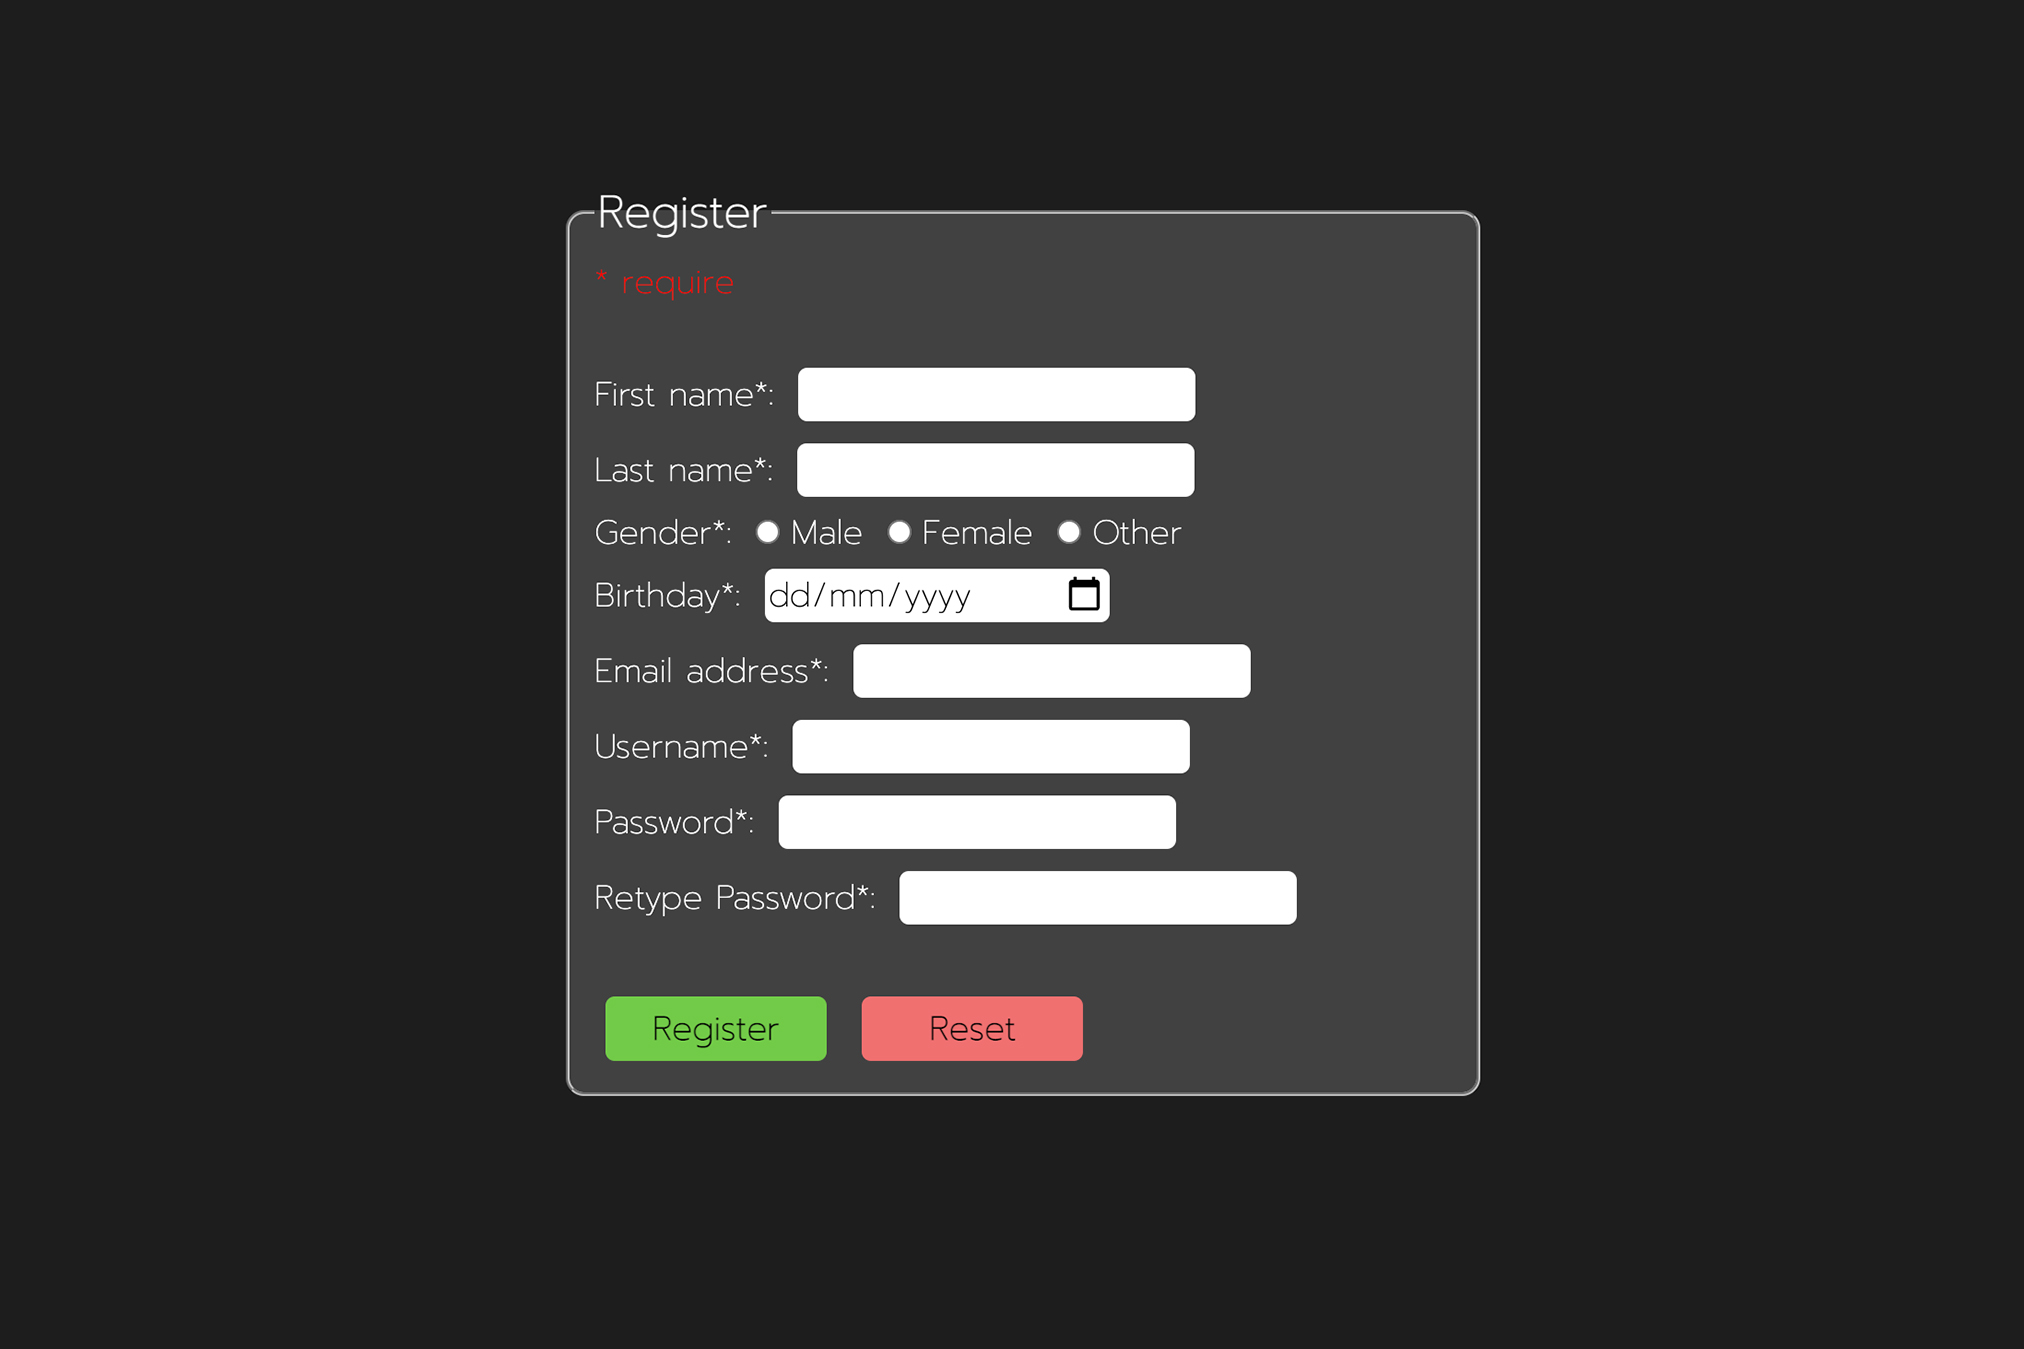 Register
* require
First name*:
Last name*:
Gender*: Male Female Other
Birthday*: dd/mm/yyyy
Email address*:
Username*:
Password*:
Retype Password*:
Register Reset